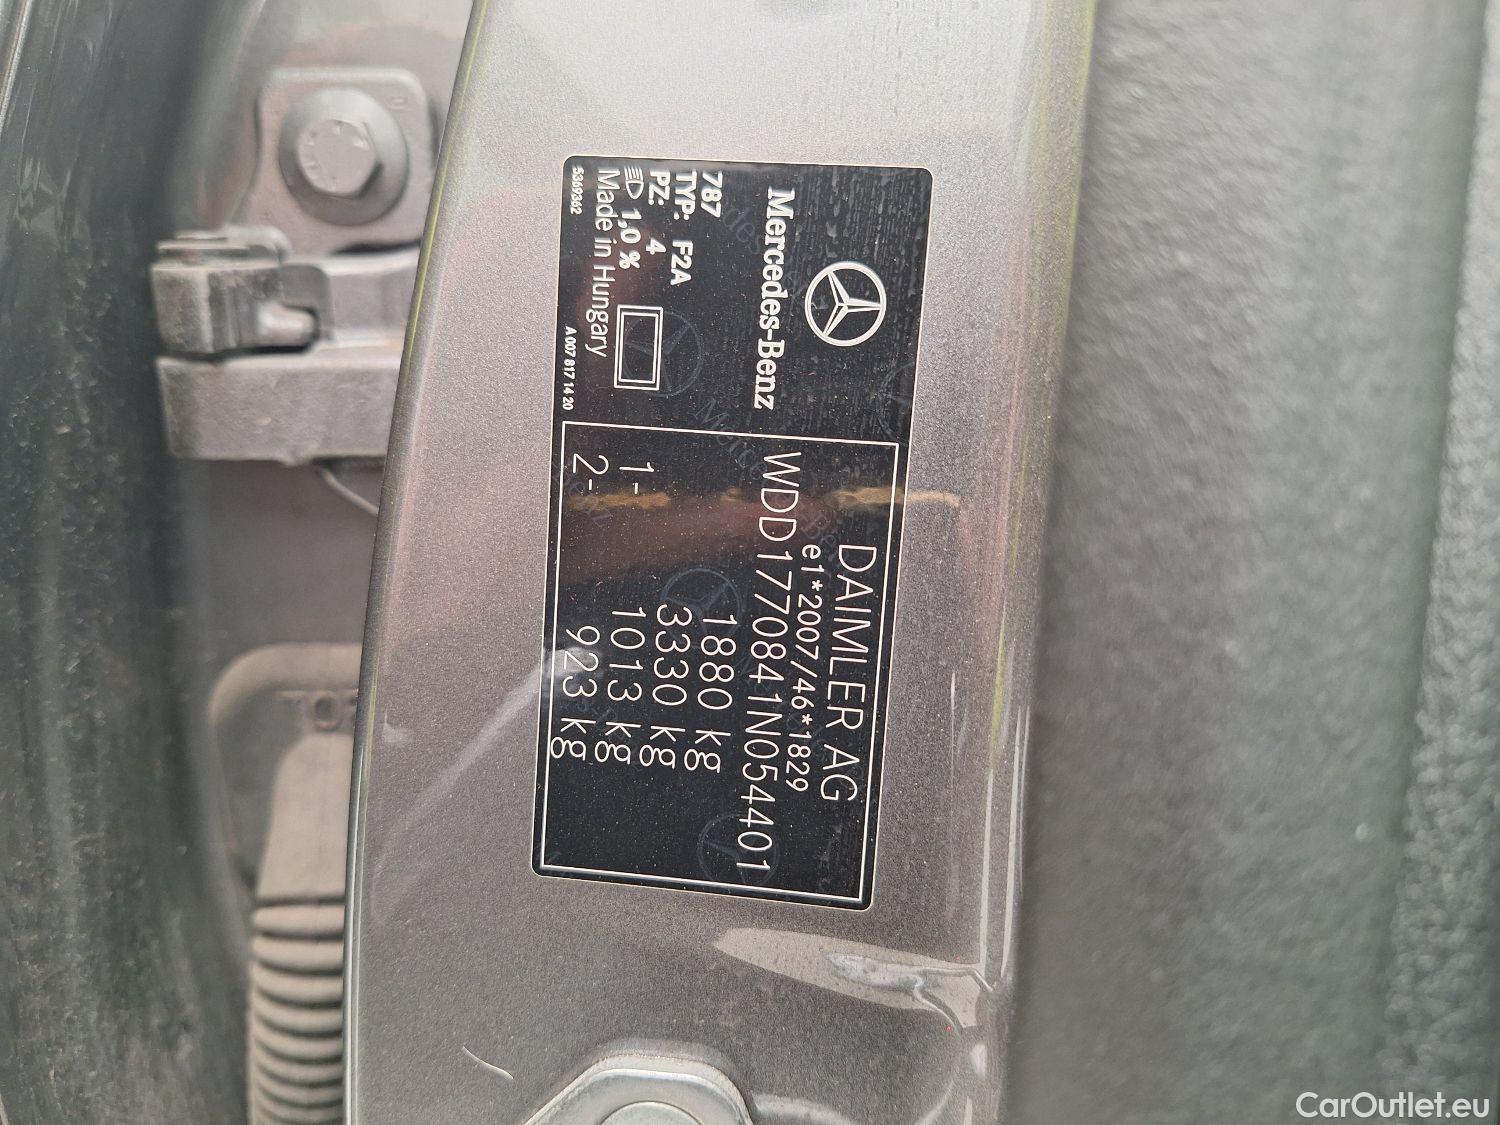 Mercedes-Benz
787
TYP: F2A
PZ: 4
1,0 %
Made in Hungary
5369362
A 007 817 14 20
DAIMLER AG
e1*2007/46*1829
WDD1770841N054401
1880 kg
3330 kg
1- 1013 kg
2- 923 kg
CarOutlet.eu